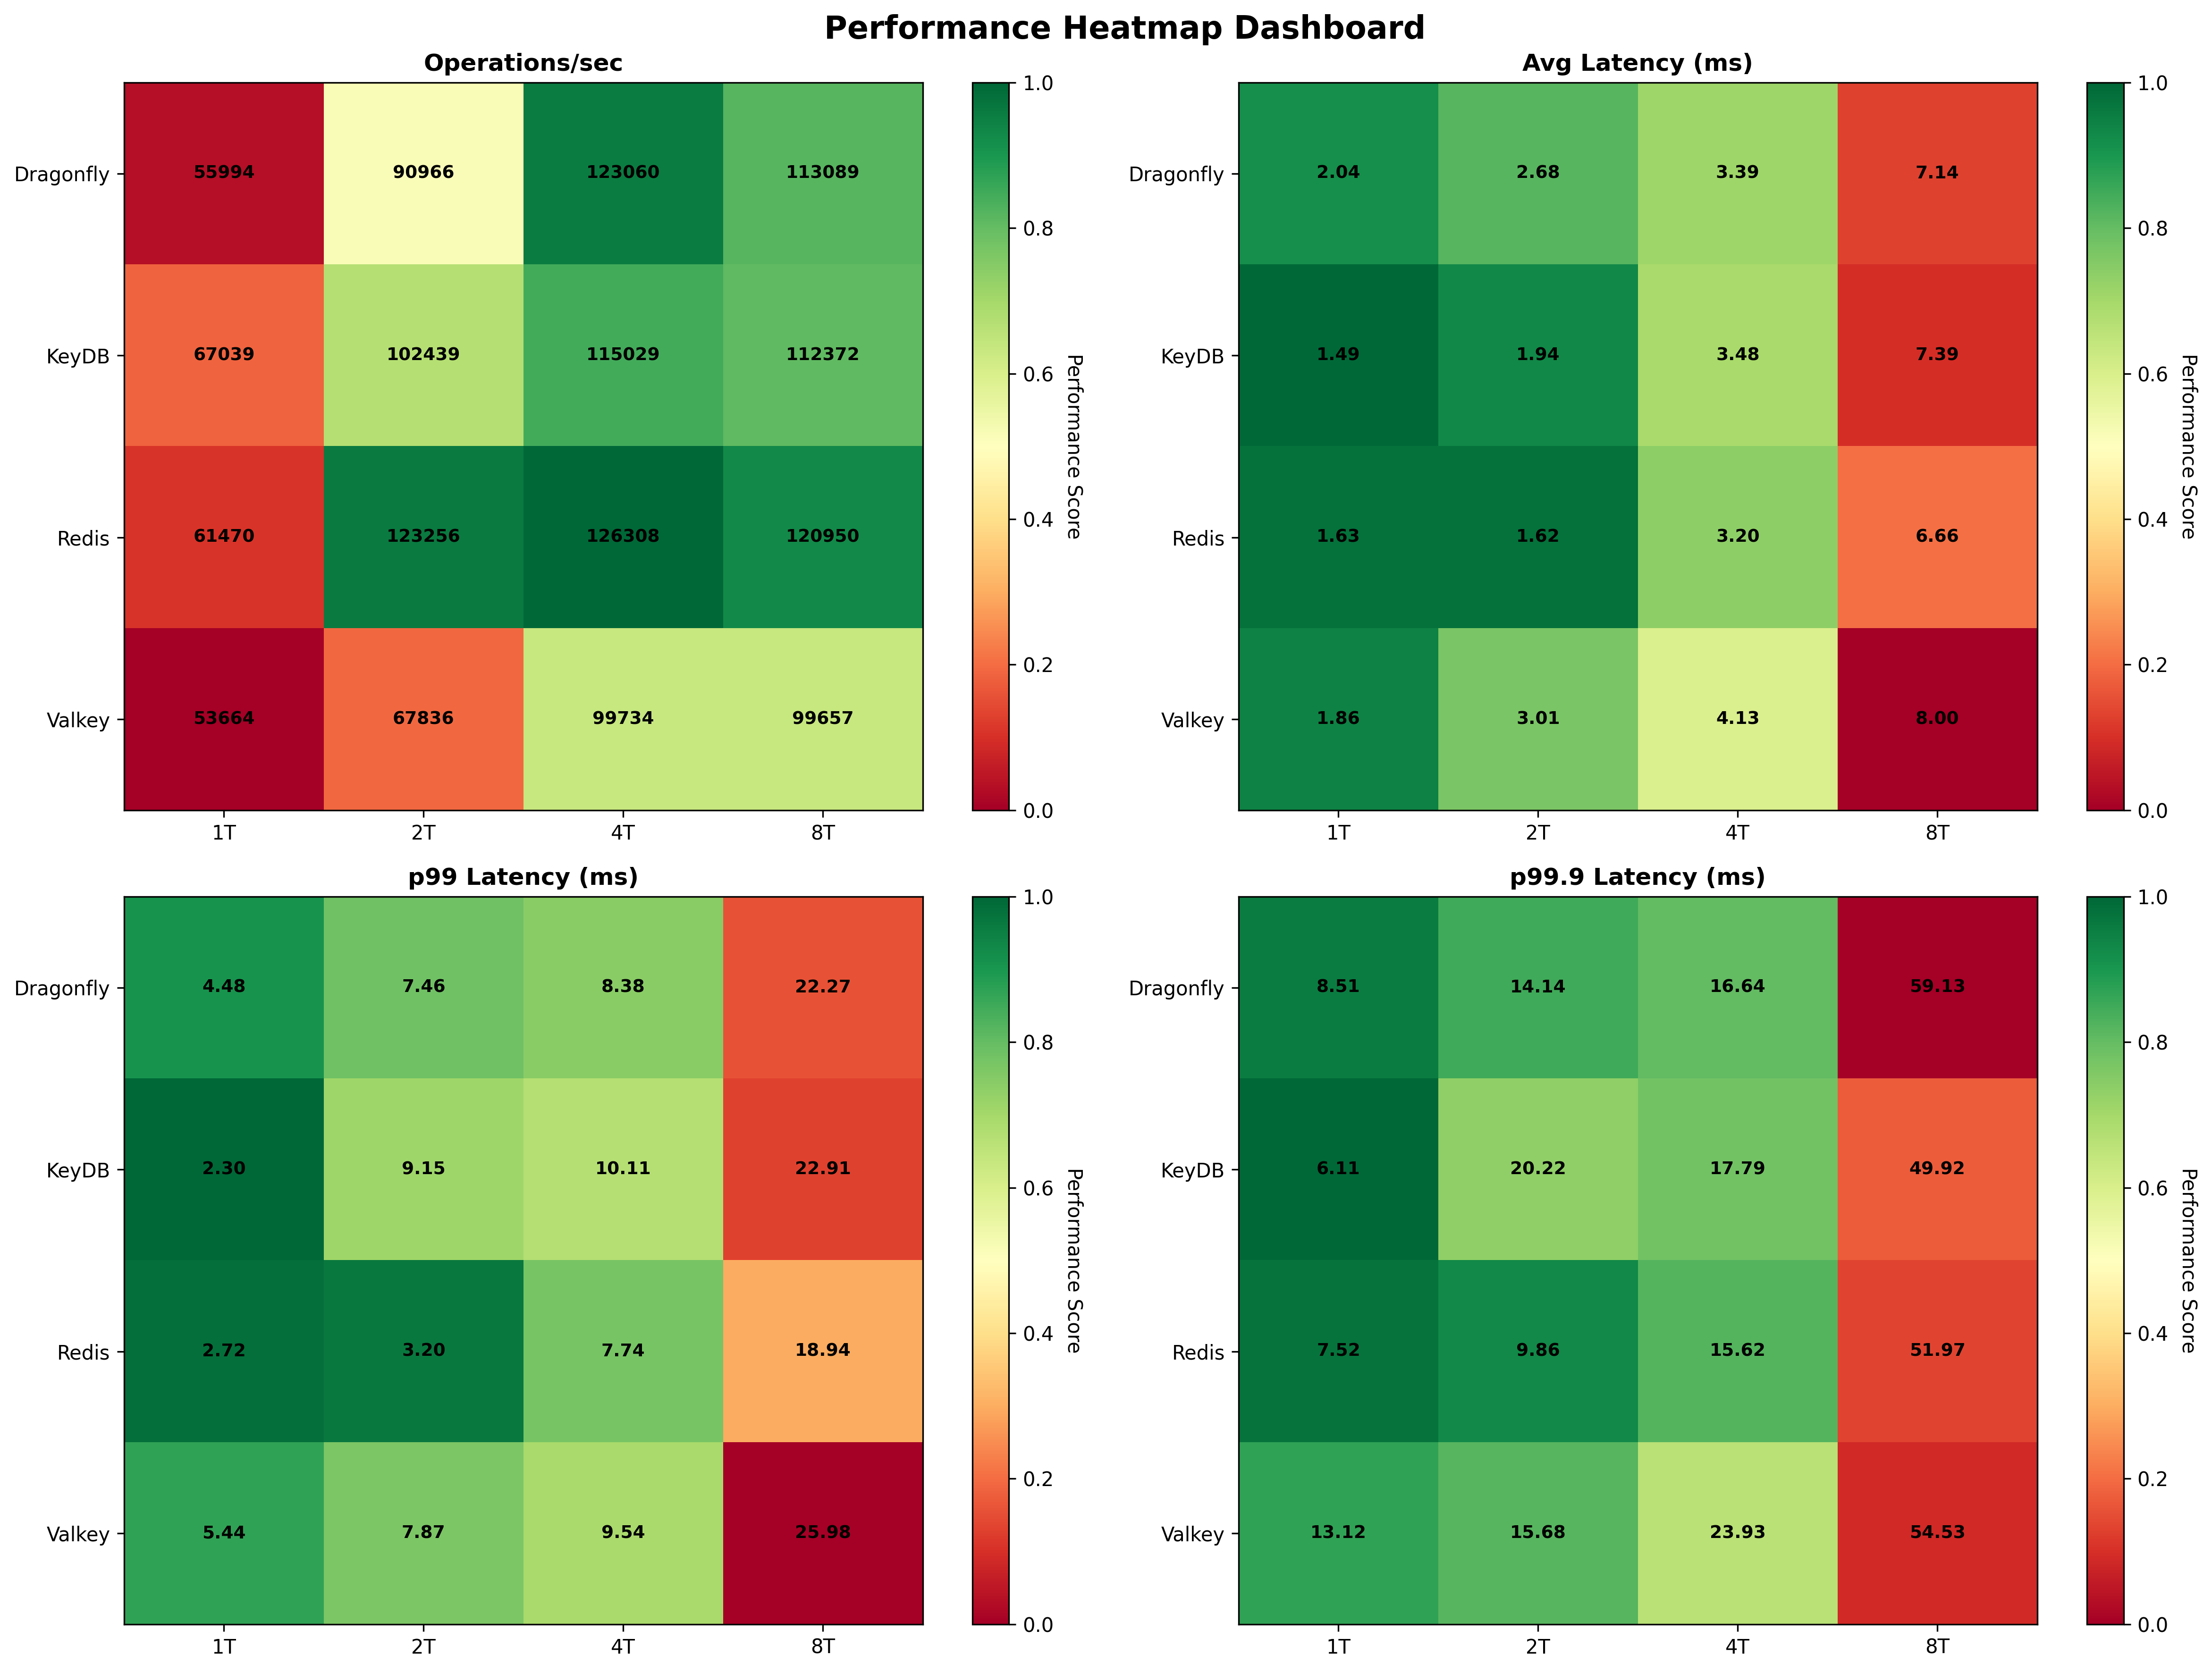 Performance Heatmap Dashboard
Operations/sec
Dragonfly 55994 90966 123060 113089
KeyDB 67039 102439 115029 112372
Redis 61470 123256 126308 120950
Valkey 53664 67836 99734 99657
1T 2T 4T 8T
1.0
0.8
0.6
0.4
0.2
0.0
Performance Score
Avg Latency (ms)
Dragonfly 2.04 2.68 3.39 7.14
KeyDB 1.49 1.94 3.48 7.39
Redis 1.63 1.62 3.20 6.66
Valkey 1.86 3.01 4.13 8.00
1T 2T 4T 8T
1.0
0.8
0.6
0.4
0.2
0.0
Performance Score
p99 Latency (ms)
Dragonfly 4.48 7.46 8.38 22.27
KeyDB 2.30 9.15 10.11 22.91
Redis 2.72 3.20 7.74 18.94
Valkey 5.44 7.87 9.54 25.98
1T 2T 4T 8T
1.0
0.8
0.6
0.4
0.2
0.0
Performance Score
p99.9 Latency (ms)
Dragonfly 8.51 14.14 16.64 59.13
KeyDB 6.11 20.22 17.79 49.92
Redis 7.52 9.86 15.62 51.97
Valkey 13.12 15.68 23.93 54.53
1T 2T 4T 8T
1.0
0.8
0.6
0.4
0.2
0.0
Performance Score